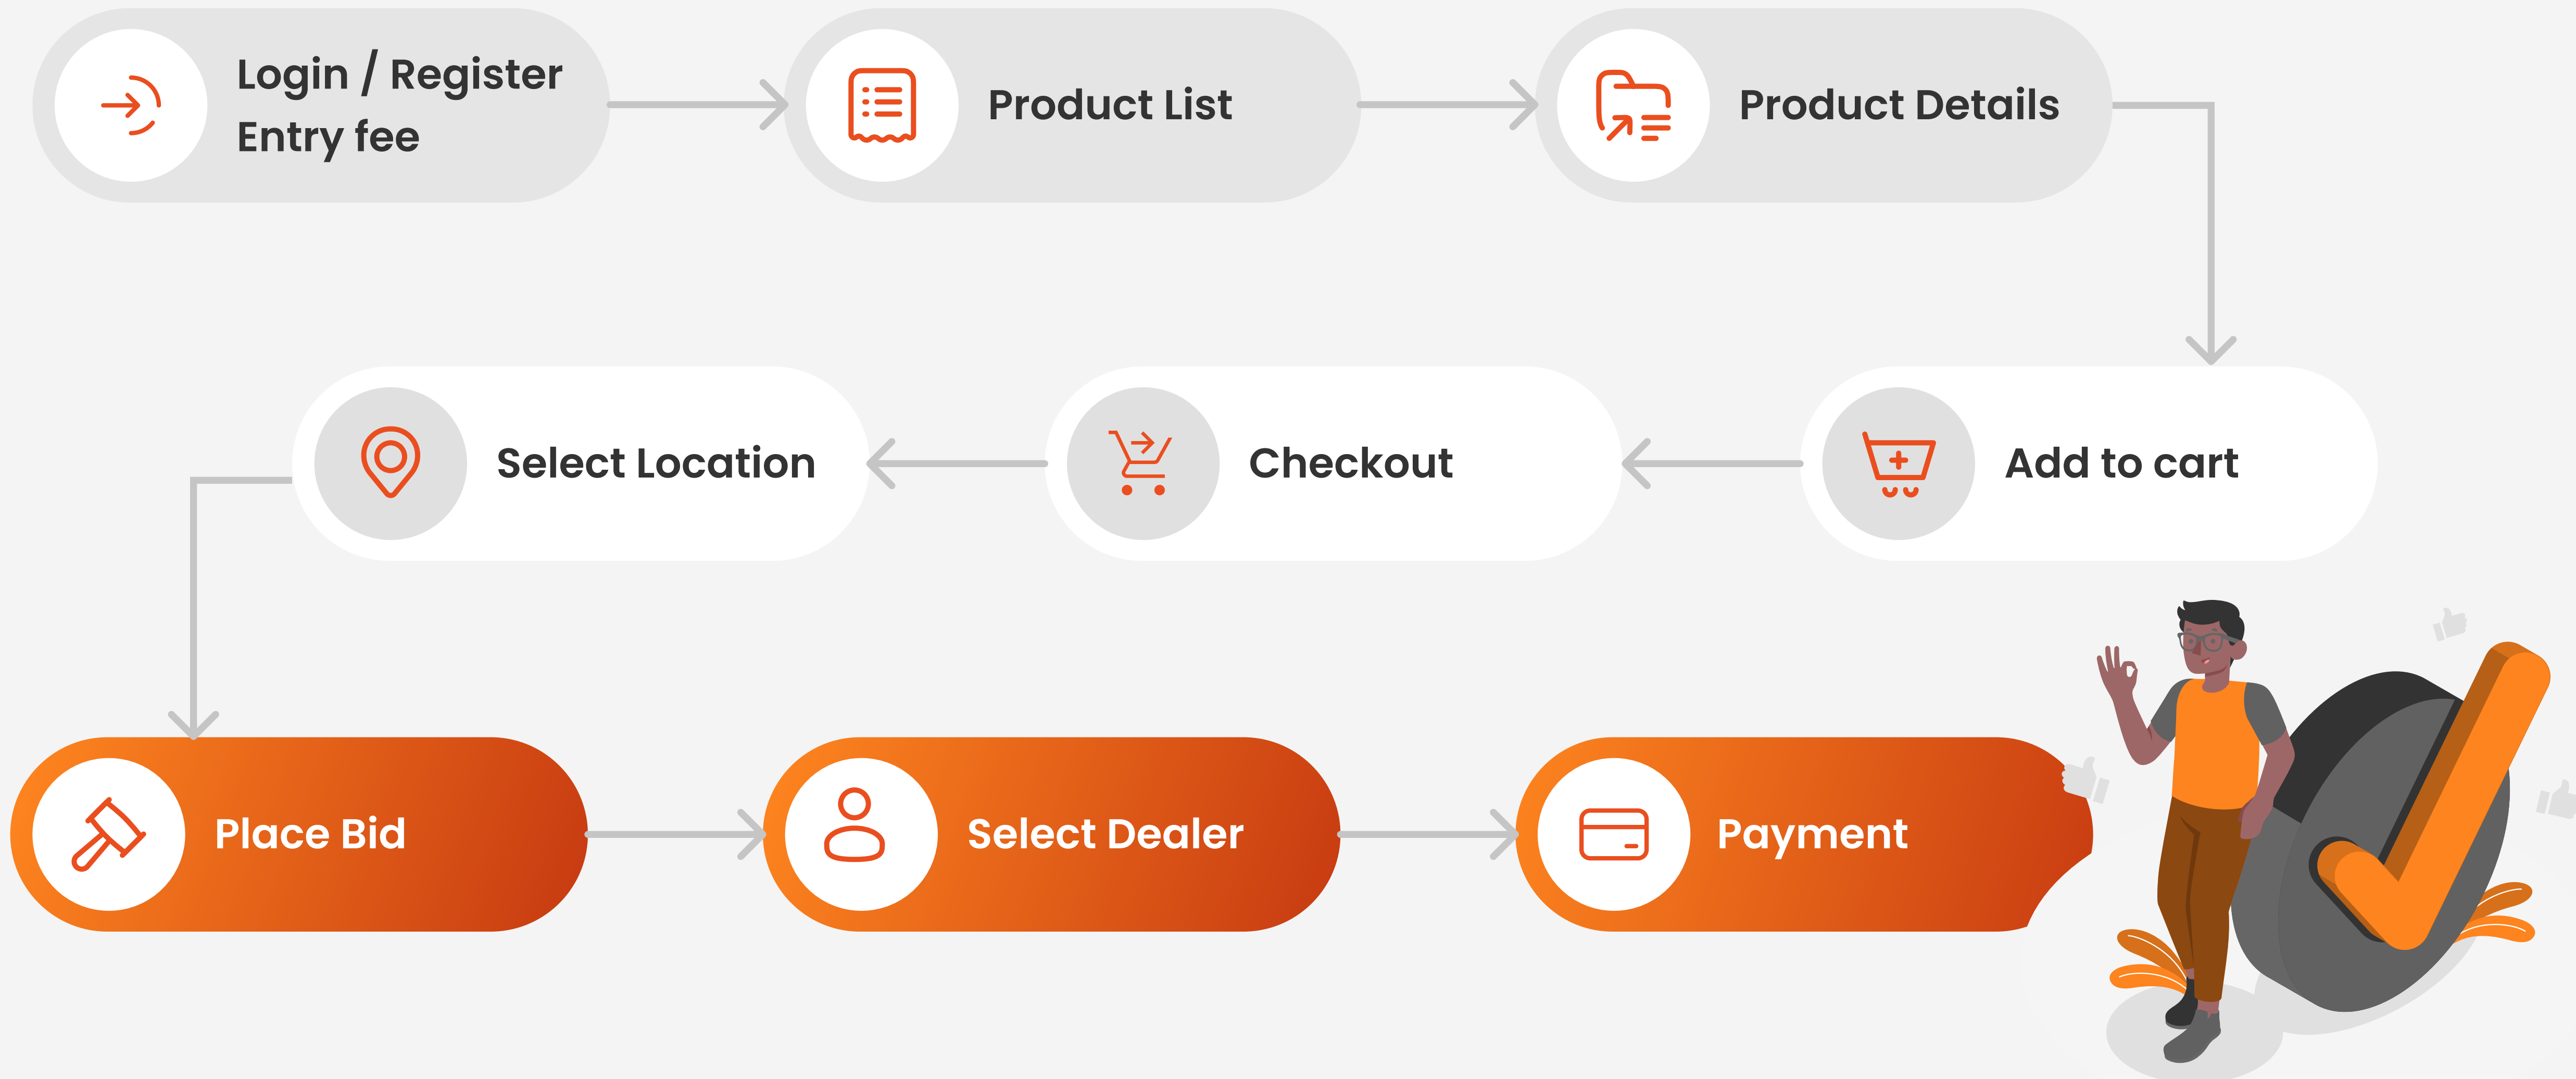 Login / Register
Entry fee
Product List
Product Details
Add to cart
Checkout
Select Location
Place Bid
Select Dealer
Payment